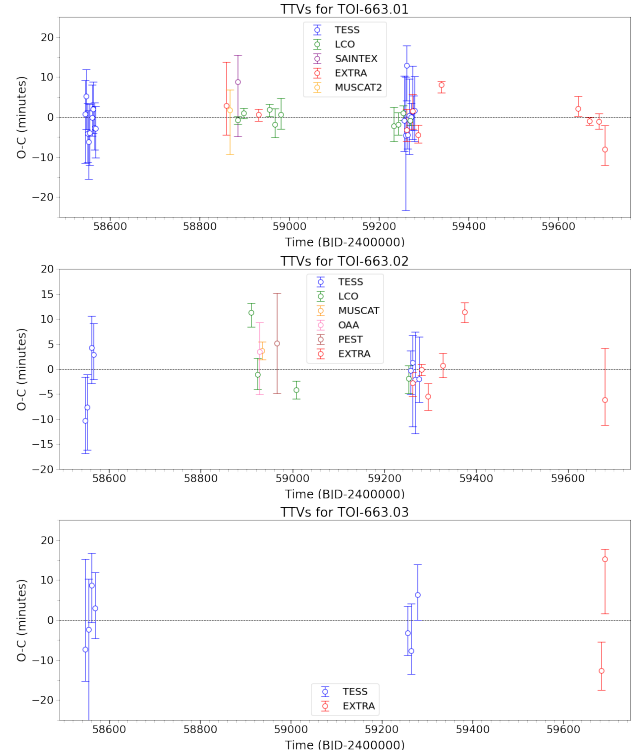 TTVs for TOI-663.01
TESS
LCO
SAINTEX
EXTRA
MUSCAT2
20
10
0
−10
−20
O-C (minutes)
58600 58800 59000 59200 59400 59600
Time (BJD-2400000)
TTVs for TOI-663.02
TESS
LCO
MUSCAT
OAA
PEST
EXTRA
20
15
10
5
0
−5
−10
−15
−20
O-C (minutes)
58600 58800 59000 59200 59400 59600
Time (BJD-2400000)
TTVs for TOI-663.03
20
10
0
−10
−20
O-C (minutes)
TESS
EXTRA
58600 58800 59000 59200 59400 59600
Time (BJD-2400000)